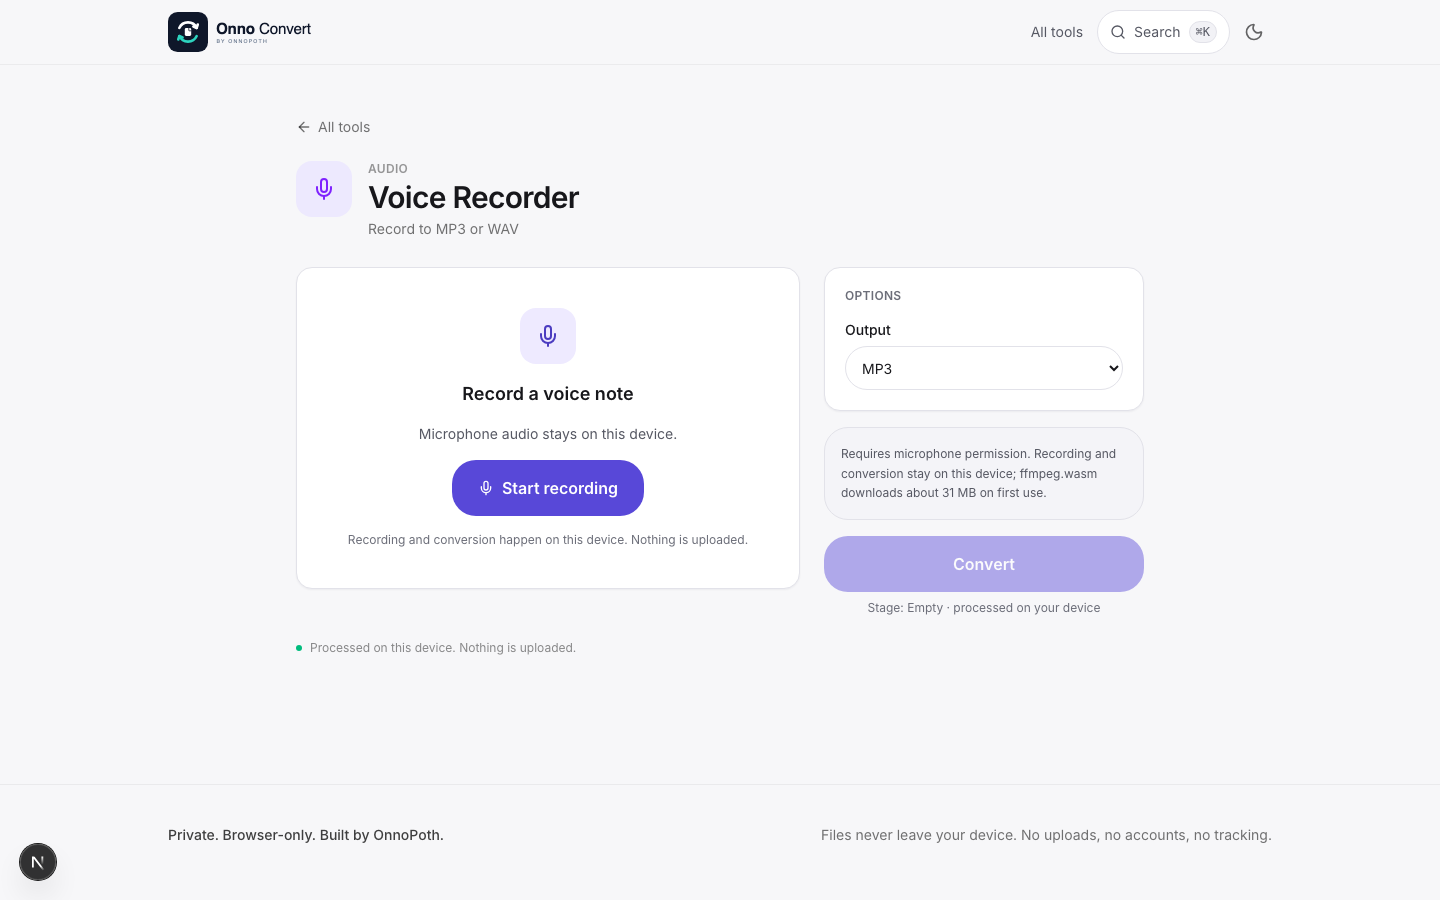 Onno Convert
BY ONNOPOTH
All tools
Search ⌘K
All tools
AUDIO
Voice Recorder
Record to MP3 or WAV
Record a voice note
Microphone audio stays on this device.
Start recording
Recording and conversion happen on this device. Nothing is uploaded.
OPTIONS
Output
MP3
Requires microphone permission. Recording and
conversion stay on this device; ffmpeg.wasm
downloads about 31 MB on first use.
Convert
Stage: Empty · processed on your device
Processed on this device. Nothing is uploaded.
Private. Browser-only. Built by OnnoPoth.
Files never leave your device. No uploads, no accounts, no tracking.
N